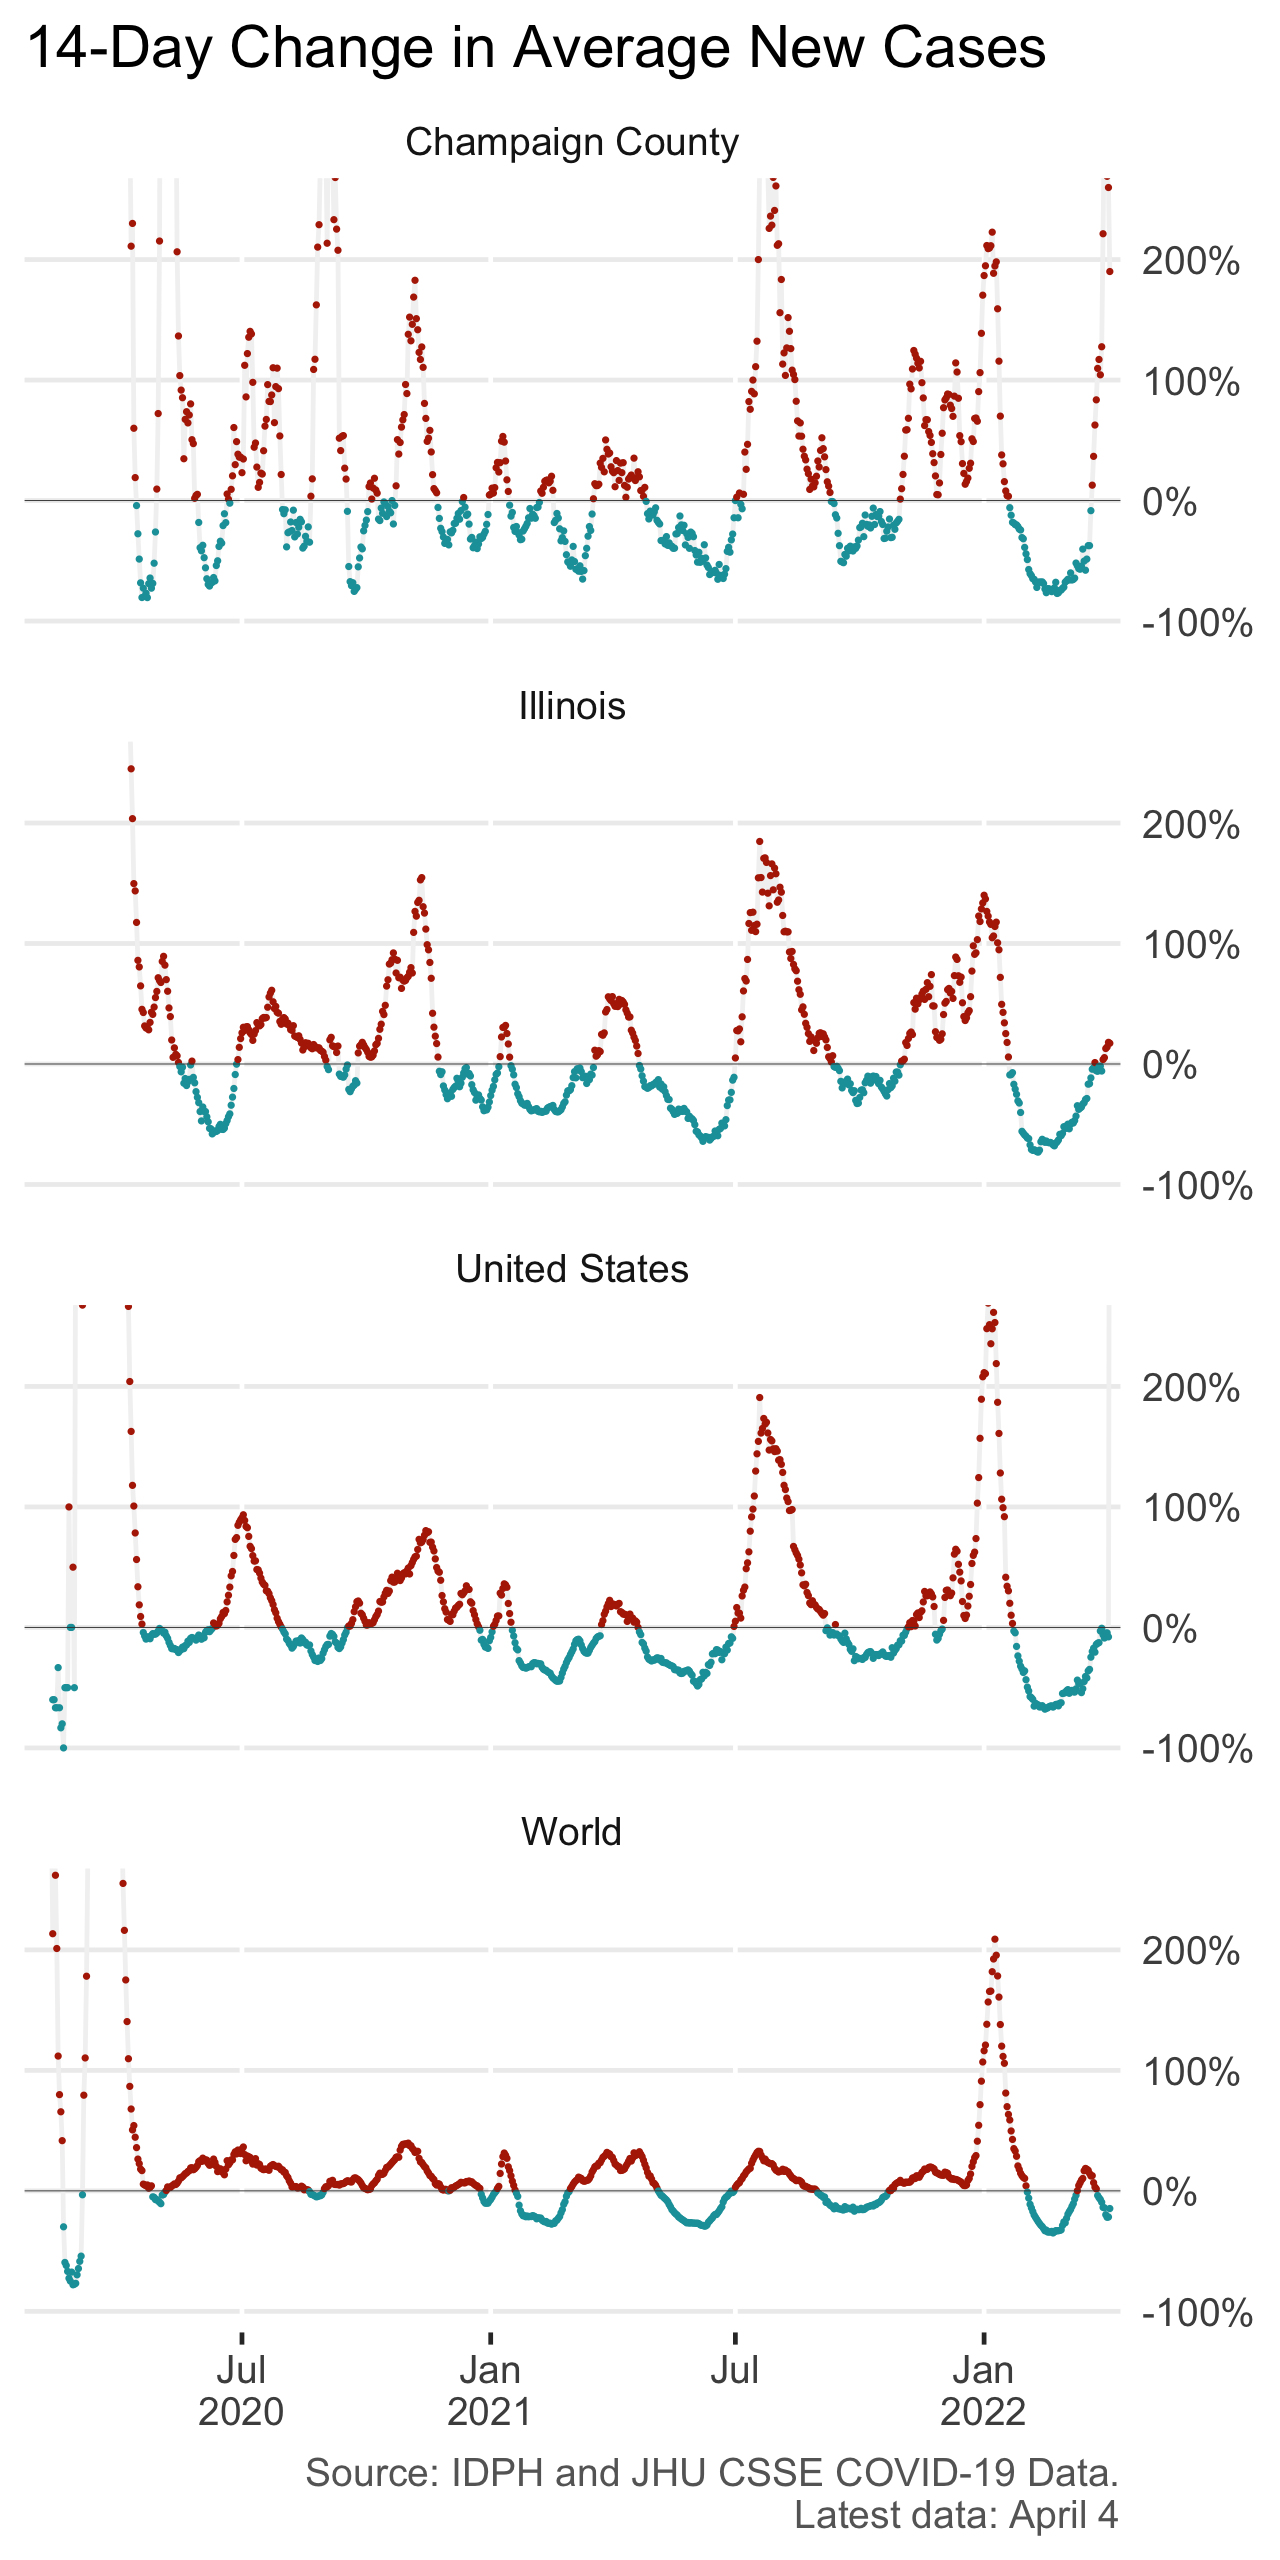 14-Day Change in Average New Cases
Champaign County
200%
100%
0%
-100%
Illinois
200%
100%
0%
-100%
United States
200%
100%
0%
-100%
World
200%
100%
0%
-100%
Jul Jan Jul Jan
2020 2021 2022
Source: IDPH and JHU CSSE COVID-19 Data.
Latest data: April 4